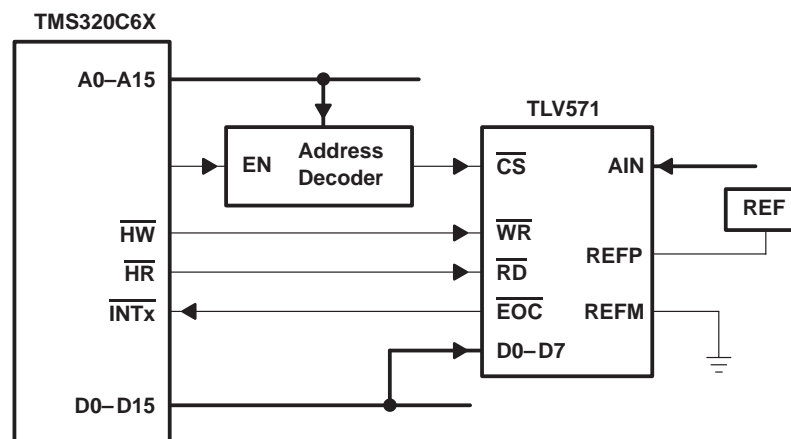 TMS320C6X
A0–A15
TLV571
EN Address Decoder
CS
AIN
REF
HW
WR
REFP
HR
RD
INTx
EOC
REFM
D0–D7
D0–D15